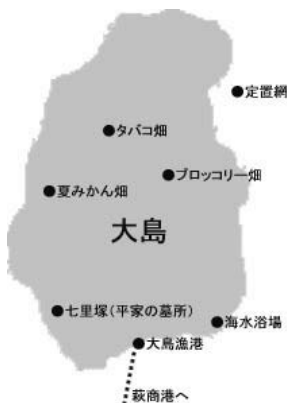 ●定置網
●タバコ畑
●ブロッコリー畑
●夏みかん畑
大島
●七里塚(平家の墓所)
●海水浴場
●大島漁港
萩商港へ